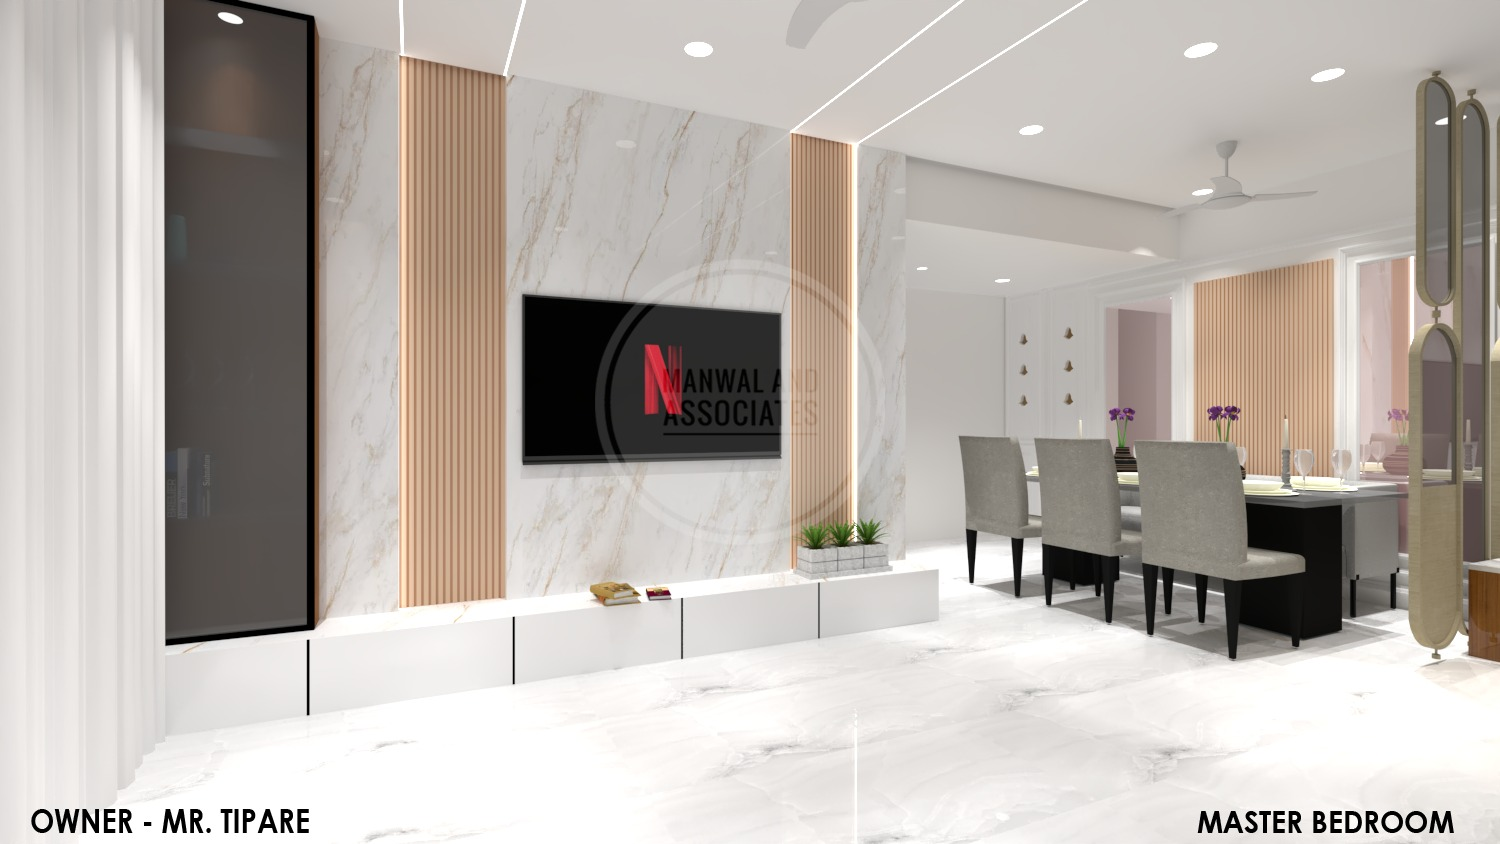 N
MANWAL AND
ASSOCIATES
OWNER - MR. TIPARE
MASTER BEDROOM